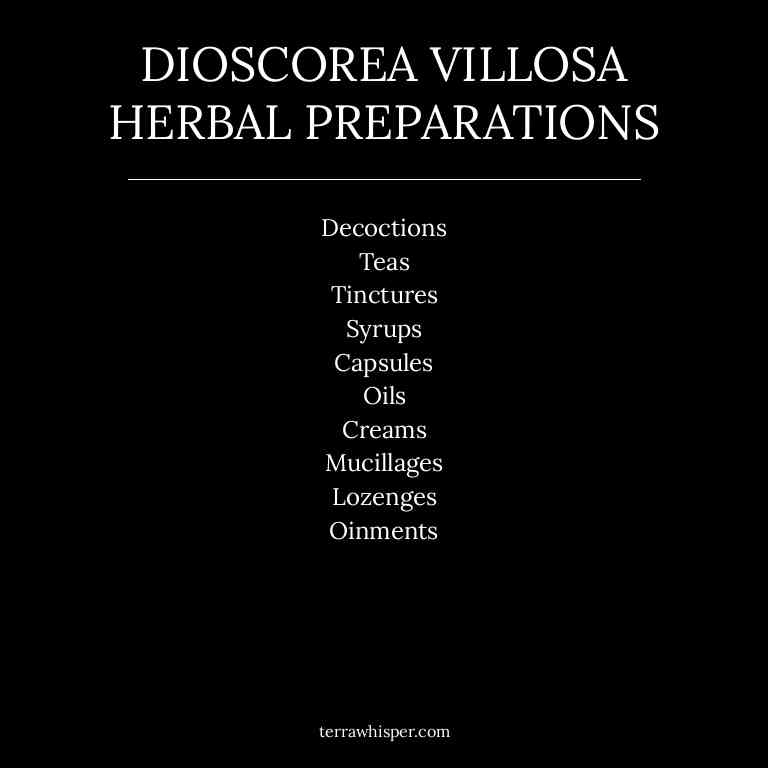 DIOSCOREA VILLOSA
HERBAL PREPARATIONS
Decoctions
Teas
Tinctures
Syrups
Capsules
Oils
Creams
Mucillages
Lozenges
Oinments
terrawhisper.com